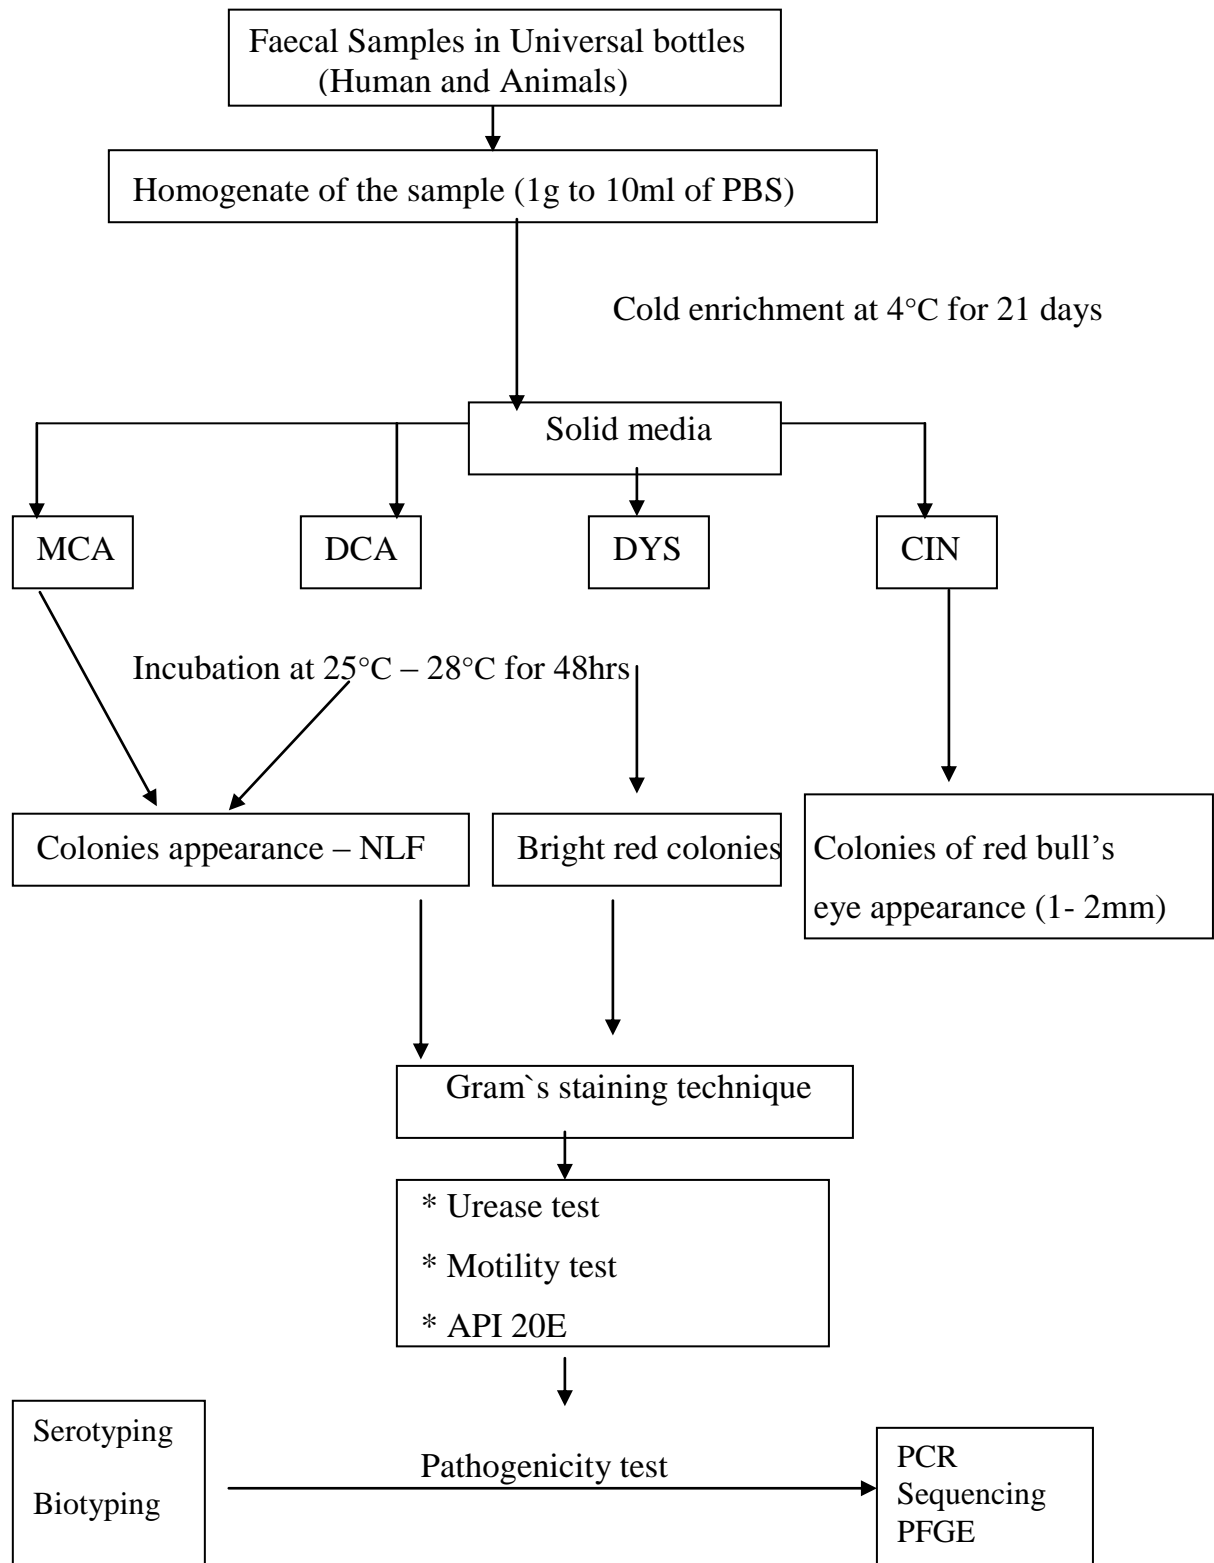 Faecal Samples in Universal bottles
(Human and Animals)
Homogenate of the sample (1g to 10ml of PBS)
Cold enrichment at 4°C for 21 days
Solid media
MCA
DCA
DYS
CIN
Incubation at 25°C – 28°C for 48hrs
Colonies appearance – NLF
Bright red colonies
Colonies of red bull’s
eye appearance (1- 2mm)
Gram`s staining technique
* Urease test
* Motility test
* API 20E
Serotyping
Biotyping
Pathogenicity test
PCR
Sequencing
PFGE